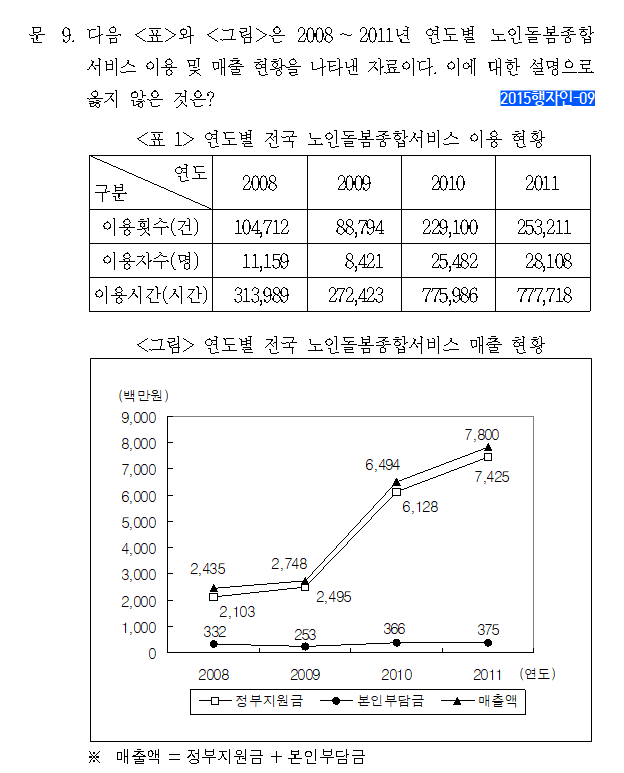 문 9. 다음 <표>와 <그림>은 2008 ~ 2011년 연도별 노인돌봄종합
서비스 이용 및 매출 현황을 나타낸 자료이다. 이에 대한 설명으로
옳지 않은 것은?
2015행자인-09
<표 1> 연도별 전국 노인돌봄종합서비스 이용 현황
연도
구분
2008 2009 2010 2011
이용횟수(건) 104,712 88,794 229,100 253,211
이용자수(명) 11,159 8,421 25,482 28,108
이용시간(시간) 313,989 272,423 775,986 777,718
<그림> 연도별 전국 노인돌봄종합서비스 매출 현황
(백만원)
9,000
8,000
7,000
6,000
5,000
4,000
3,000
2,000
1,000
0
2,435 2,748 6,494 7,800
2,103 2,495 6,128 7,425
332 253 366 375
2008 2009 2010 2011 (연도)
정부지원금 본인부담금 매출액
※ 매출액 = 정부지원금 + 본인부담금